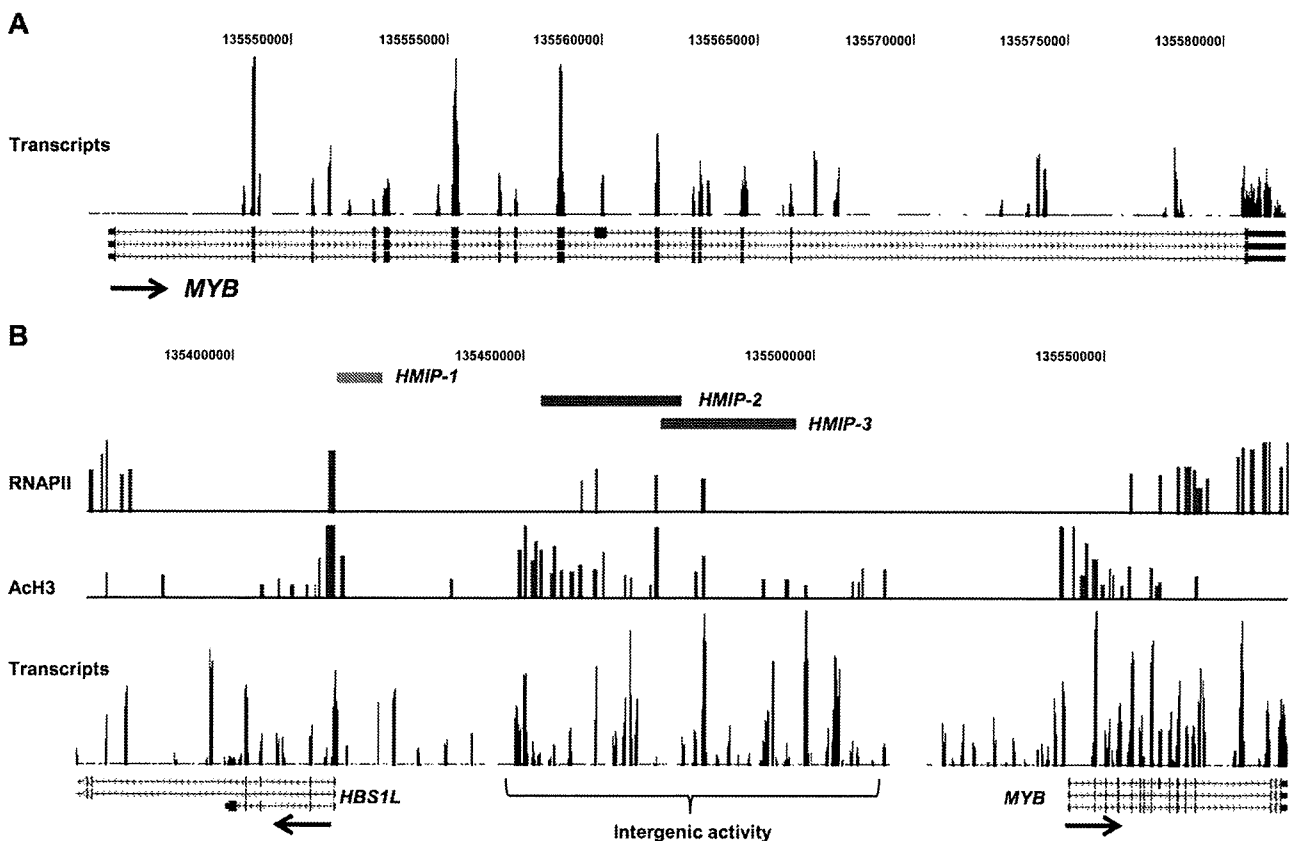 A
135550000| 135555000| 135560000| 135565000| 135570000| 135575000| 135580000|
Transcripts
MYB
B
135400000| 135450000| 135500000| 135550000|
HMIP-1
HMIP-2
HMIP-3
RNAPII
AcH3
Transcripts
HBS1L
MYB
Intergenic activity